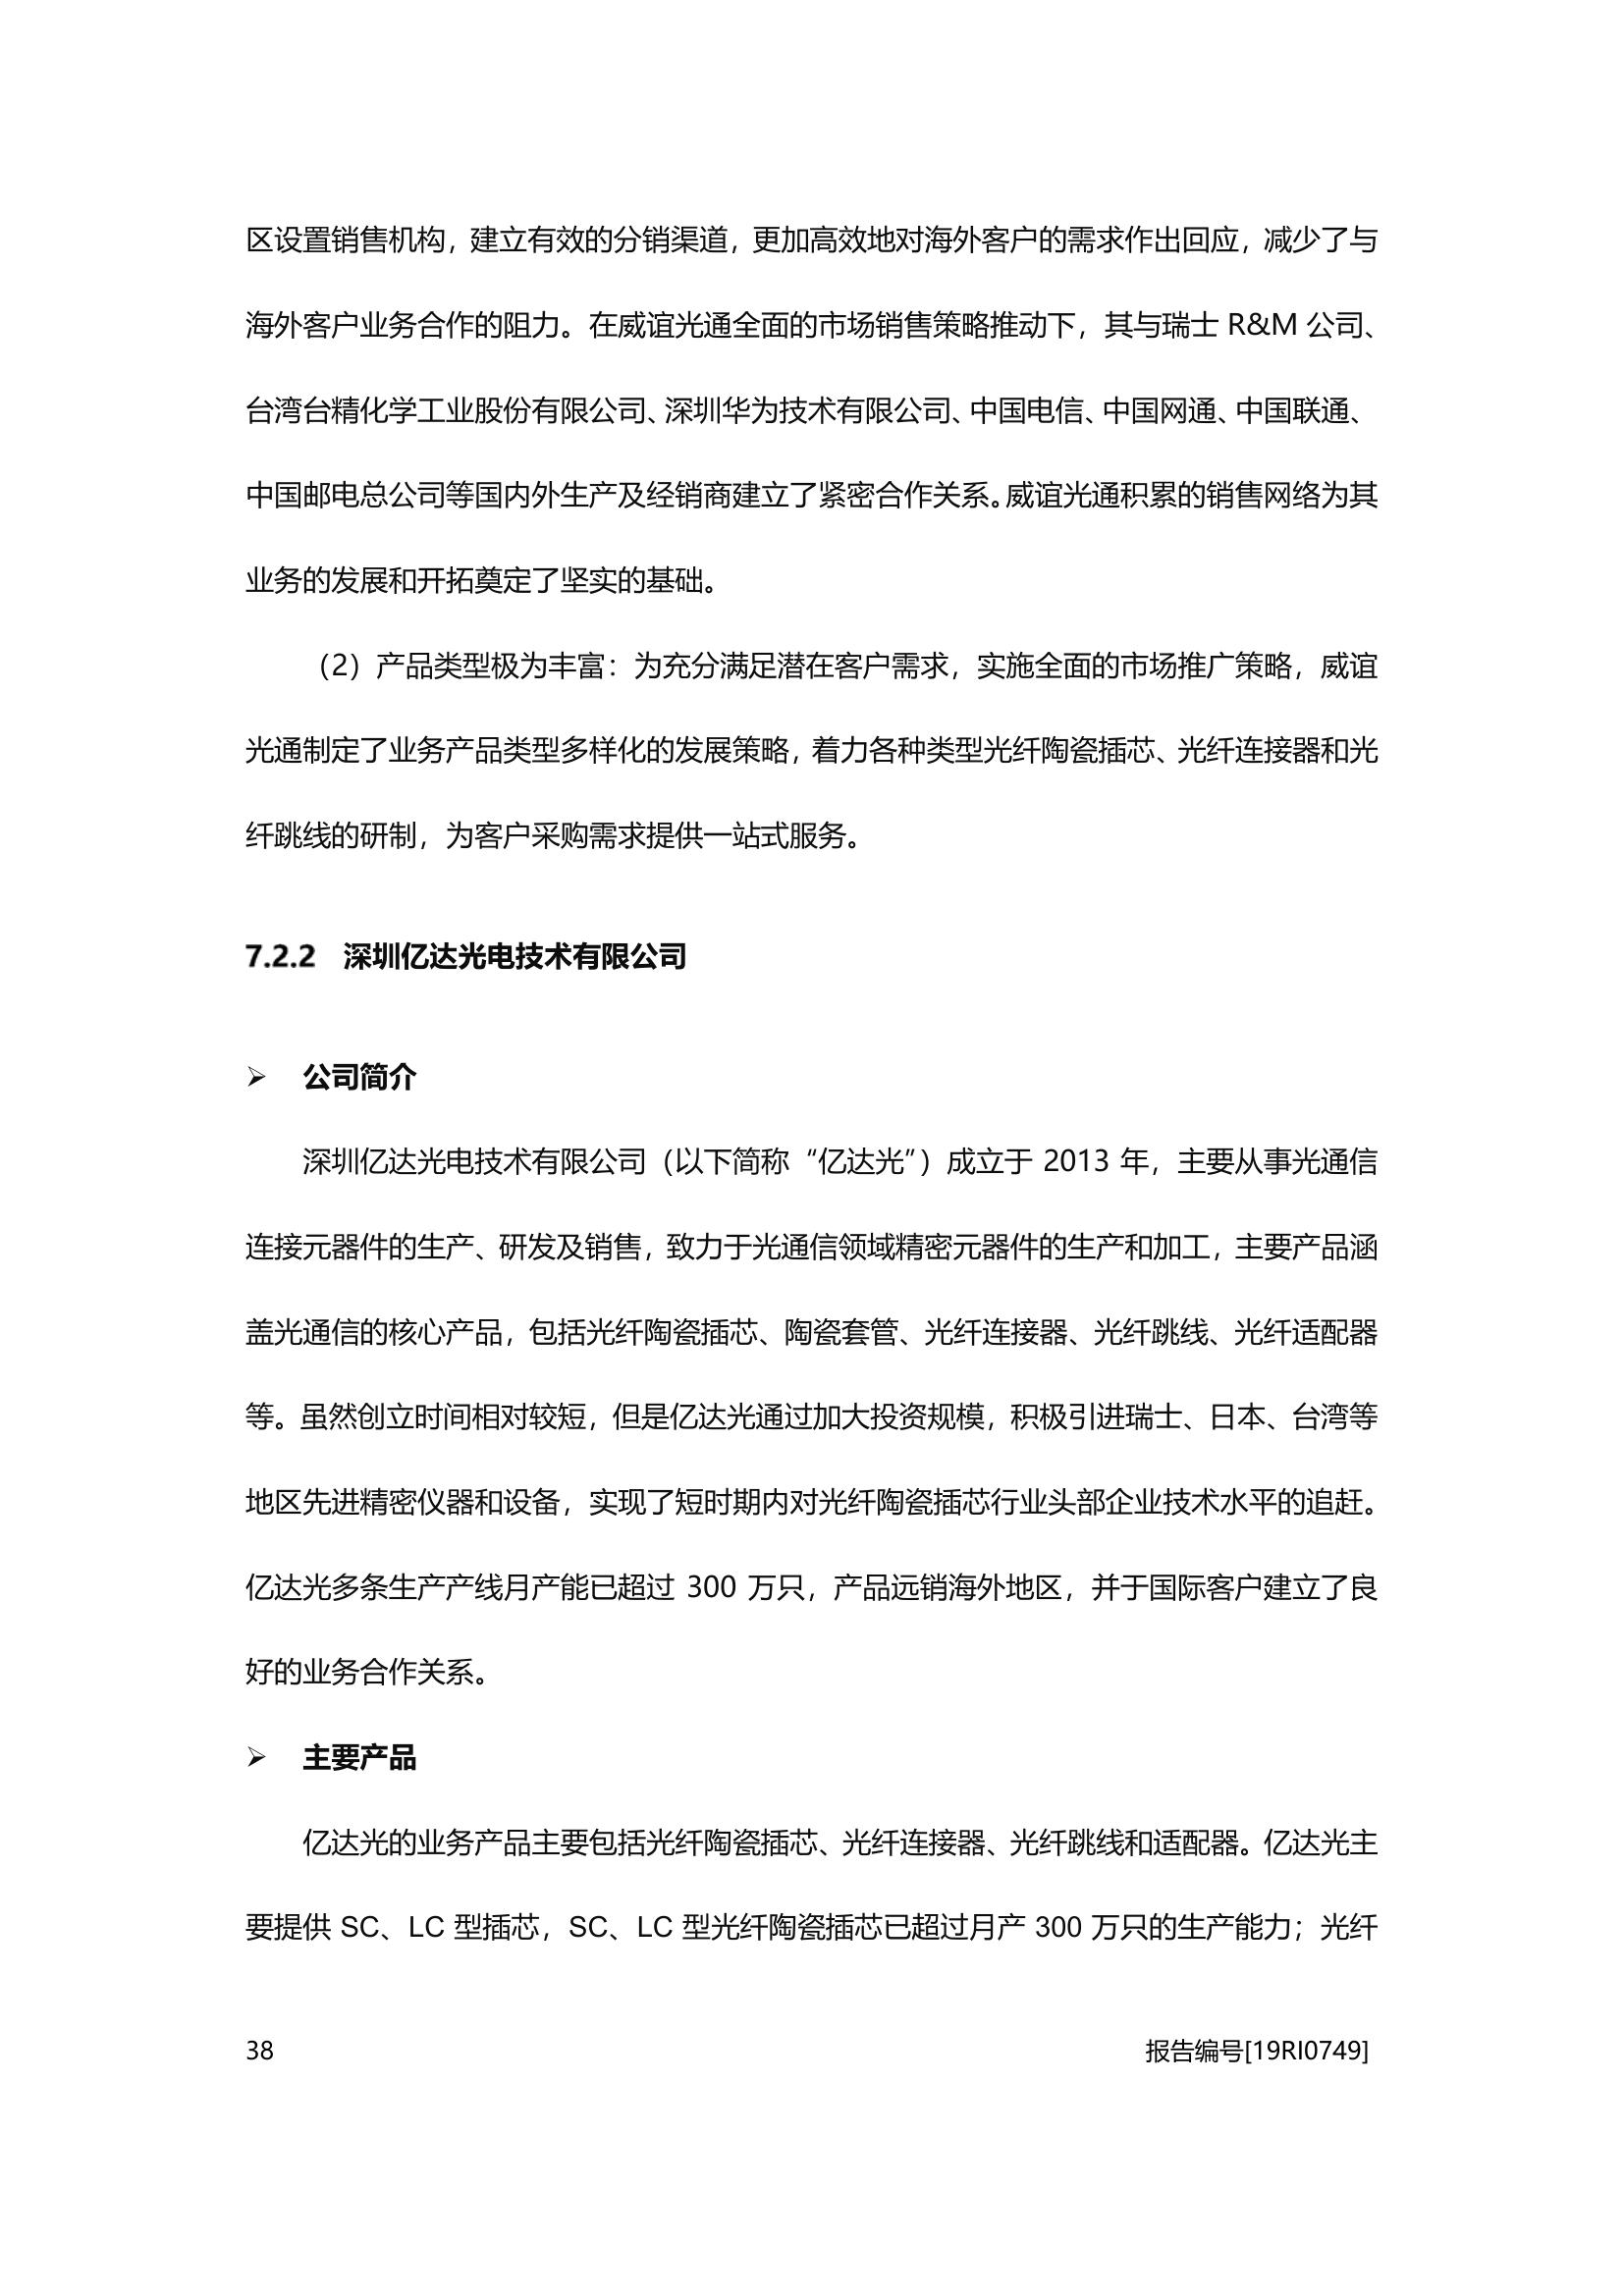 区设置销售机构，建立有效的分销渠道，更加高效地对海外客户的需求作出回应，减少了与
海外客户业务合作的阻力。在威谊光通全面的市场销售策略推动下，其与瑞士 R&M 公司、
台湾台精化学工业股份有限公司、深圳华为技术有限公司、中国电信、中国网通、中国联通、
中国邮电总公司等国内外生产及经销商建立了紧密合作关系。威谊光通积累的销售网络为其
业务的发展和开拓奠定了坚实的基础。
（2）产品类型极为丰富：为充分满足潜在客户需求，实施全面的市场推广策略，威谊
光通制定了业务产品类型多样化的发展策略，着力各种类型光纤陶瓷插芯、光纤连接器和光
纤跳线的研制，为客户采购需求提供一站式服务。
7.2.2 深圳亿达光电技术有限公司
➢ 公司简介
深圳亿达光电技术有限公司（以下简称“亿达光”）成立于 2013 年，主要从事光通信
连接元器件的生产、研发及销售，致力于光通信领域精密元器件的生产和加工，主要产品涵
盖光通信的核心产品，包括光纤陶瓷插芯、陶瓷套管、光纤连接器、光纤跳线、光纤适配器
等。虽然创立时间相对较短，但是亿达光通过加大投资规模，积极引进瑞士、日本、台湾等
地区先进精密仪器和设备，实现了短时期内对光纤陶瓷插芯行业头部企业技术水平的追赶。
亿达光多条生产产线月产能已超过 300 万只，产品远销海外地区，并于国际客户建立了良
好的业务合作关系。
➢ 主要产品
亿达光的业务产品主要包括光纤陶瓷插芯、光纤连接器、光纤跳线和适配器。亿达光主
要提供 SC、LC 型插芯，SC、LC 型光纤陶瓷插芯已超过月产 300 万只的生产能力；光纤
38 报告编号[19RI0749]